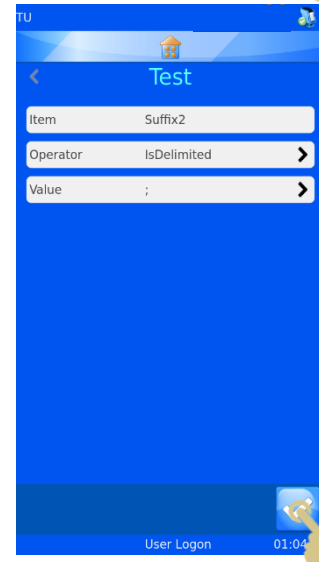 TU
Test
Item Suffix2
Operator IsDelimited
Value ;
User Logon 01:04